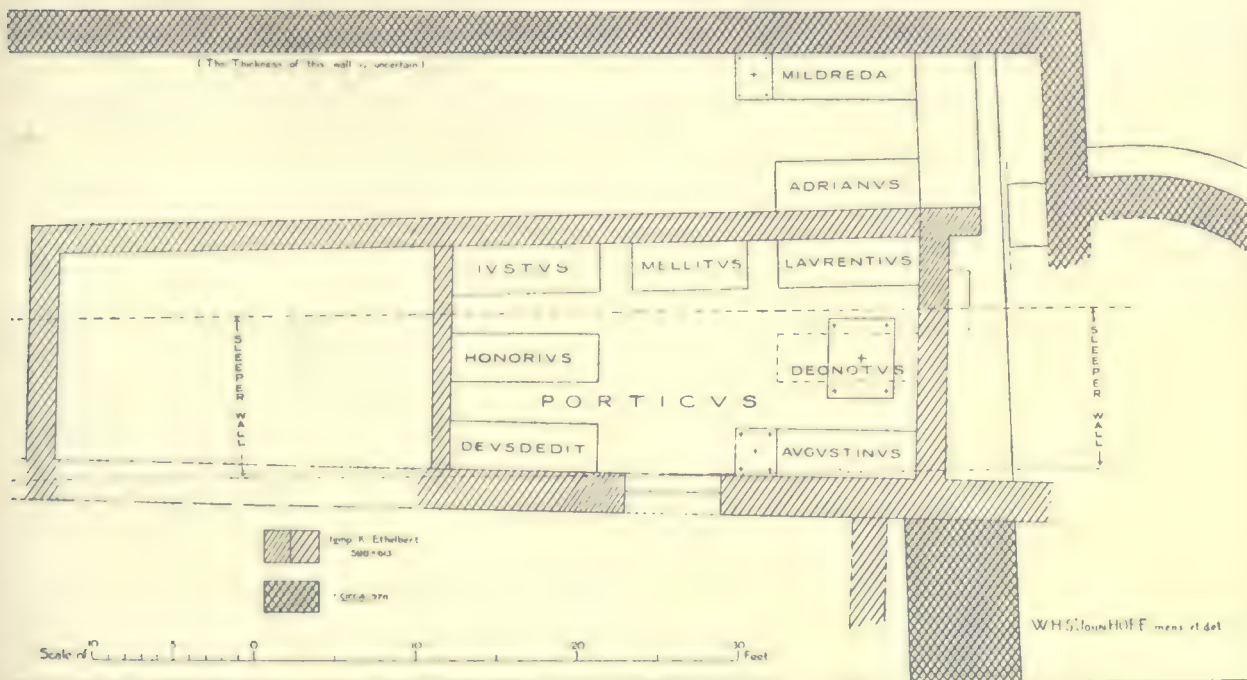 ( The Thickness of this wall is uncertain )
MILDREDA
ADRIANVS
IVSTVS
MELLITVS
LAVRENTIVS
SLEEPER WALL
HONORIVS
DEONOTVS
SLEEPER WALL
PORTICVS
DEVSDEDIT
AVGVSTINVS
Temp K Ethelbert
Circa
W H St JOHN HOPE mens et del
Scale of 10 5 0 10 20 30 Feet